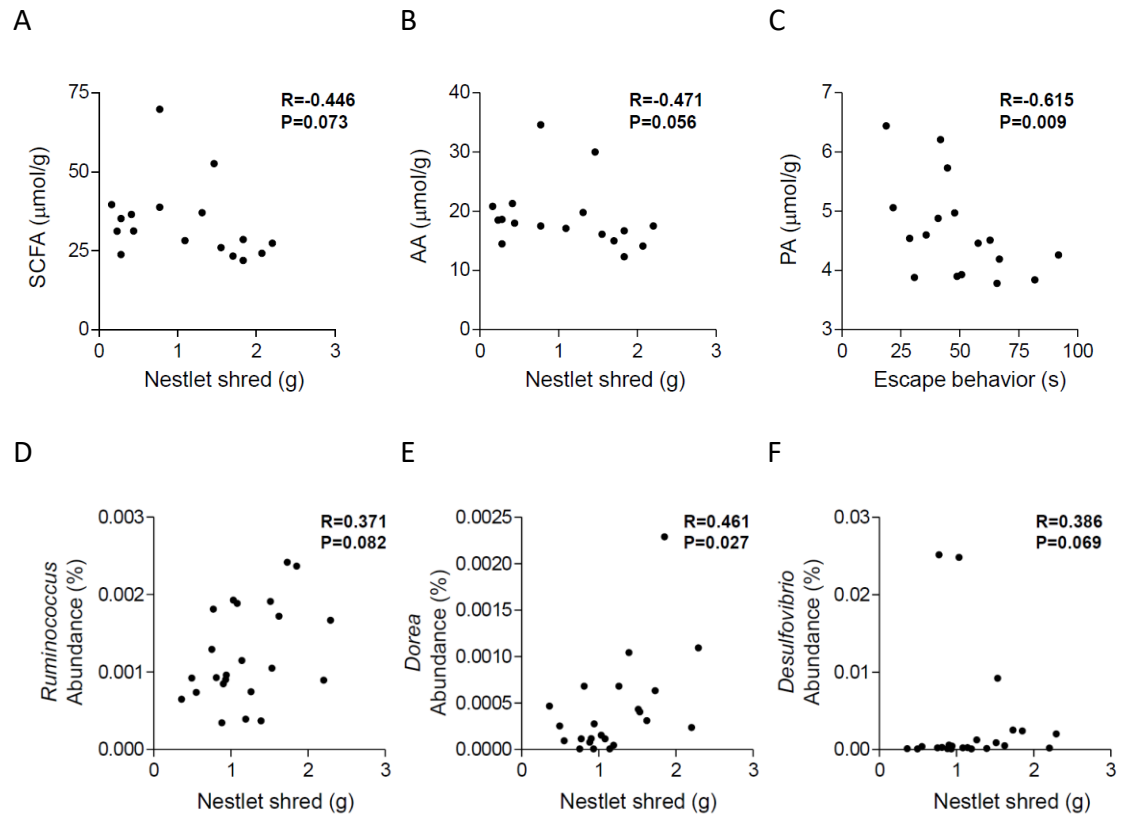 A
B
C
R=-0.446
P=0.073
SCFA (μmol/g)
75
50
25
0
0 1 2 3
Nestlet shred (g)
R=-0.471
P=0.056
AA (μmol/g)
40
30
20
10
0
0 1 2 3
Nestlet shred (g)
R=-0.615
P=0.009
PA (μmol/g)
7
6
5
4
3
0 25 50 75 100
Escape behavior (s)
D
E
F
R=0.371
P=0.082
Ruminococcus
Abundance (%)
0.003
0.002
0.001
0.000
0 1 2 3
Nestlet shred (g)
R=0.461
P=0.027
Dorea
Abundance (%)
0.0025
0.0020
0.0015
0.0010
0.0005
0.0000
0 1 2 3
Nestlet shred (g)
R=0.386
P=0.069
Desulfovibrio
Abundance (%)
0.03
0.02
0.01
0.00
0 1 2 3
Nestlet shred (g)